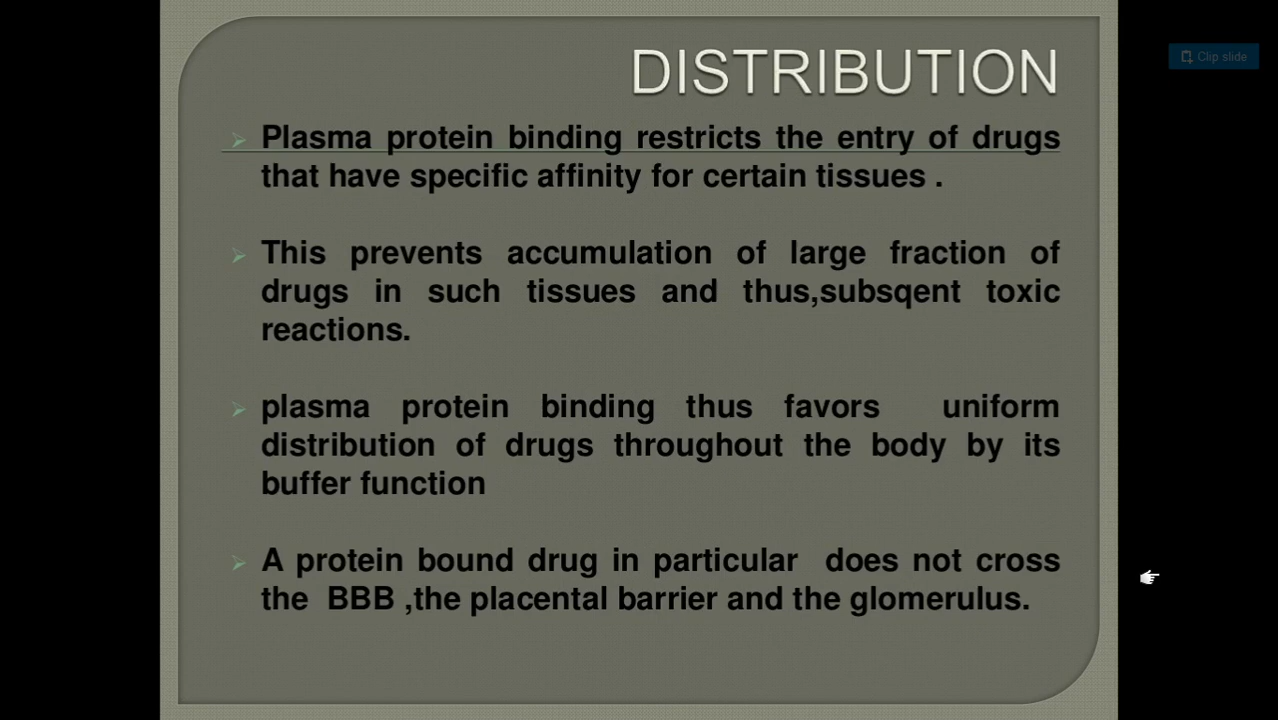 DISTRIBUTION
Clip slide
Plasma protein binding restricts the entry of drugs
that have specific affinity for certain tissues .
This prevents accumulation of large fraction of
drugs in such tissues and thus,subsqent toxic
reactions.
plasma protein binding thus favors uniform
distribution of drugs throughout the body by its
buffer function
A protein bound drug in particular does not cross
the BBB ,the placental barrier and the glomerulus.